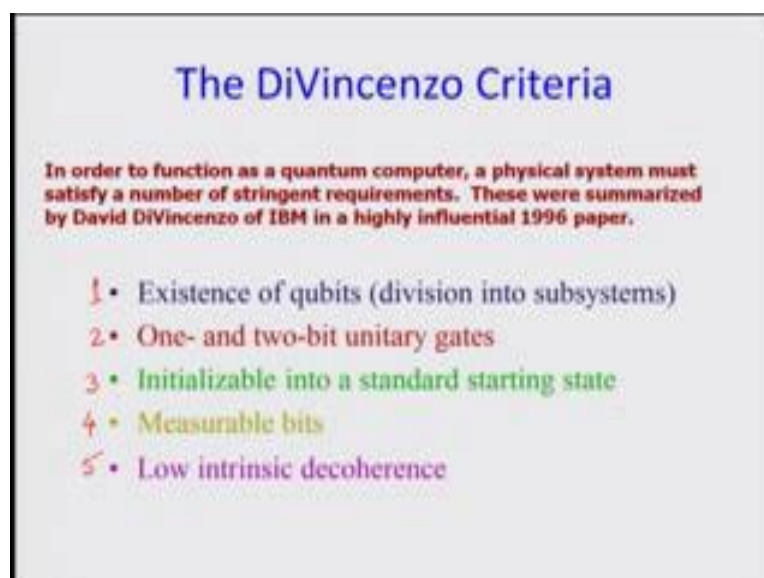 The DiVincenzo Criteria
In order to function as a quantum computer, a physical system must
satisfy a number of stringent requirements. These were summarized
by David DiVincenzo of IBM in a highly influential 1996 paper.
1 • Existence of qubits (division into subsystems)
2 • One- and two-bit unitary gates
3 • Initializable into a standard starting state
4 • Measurable bits
5 • Low intrinsic decoherence